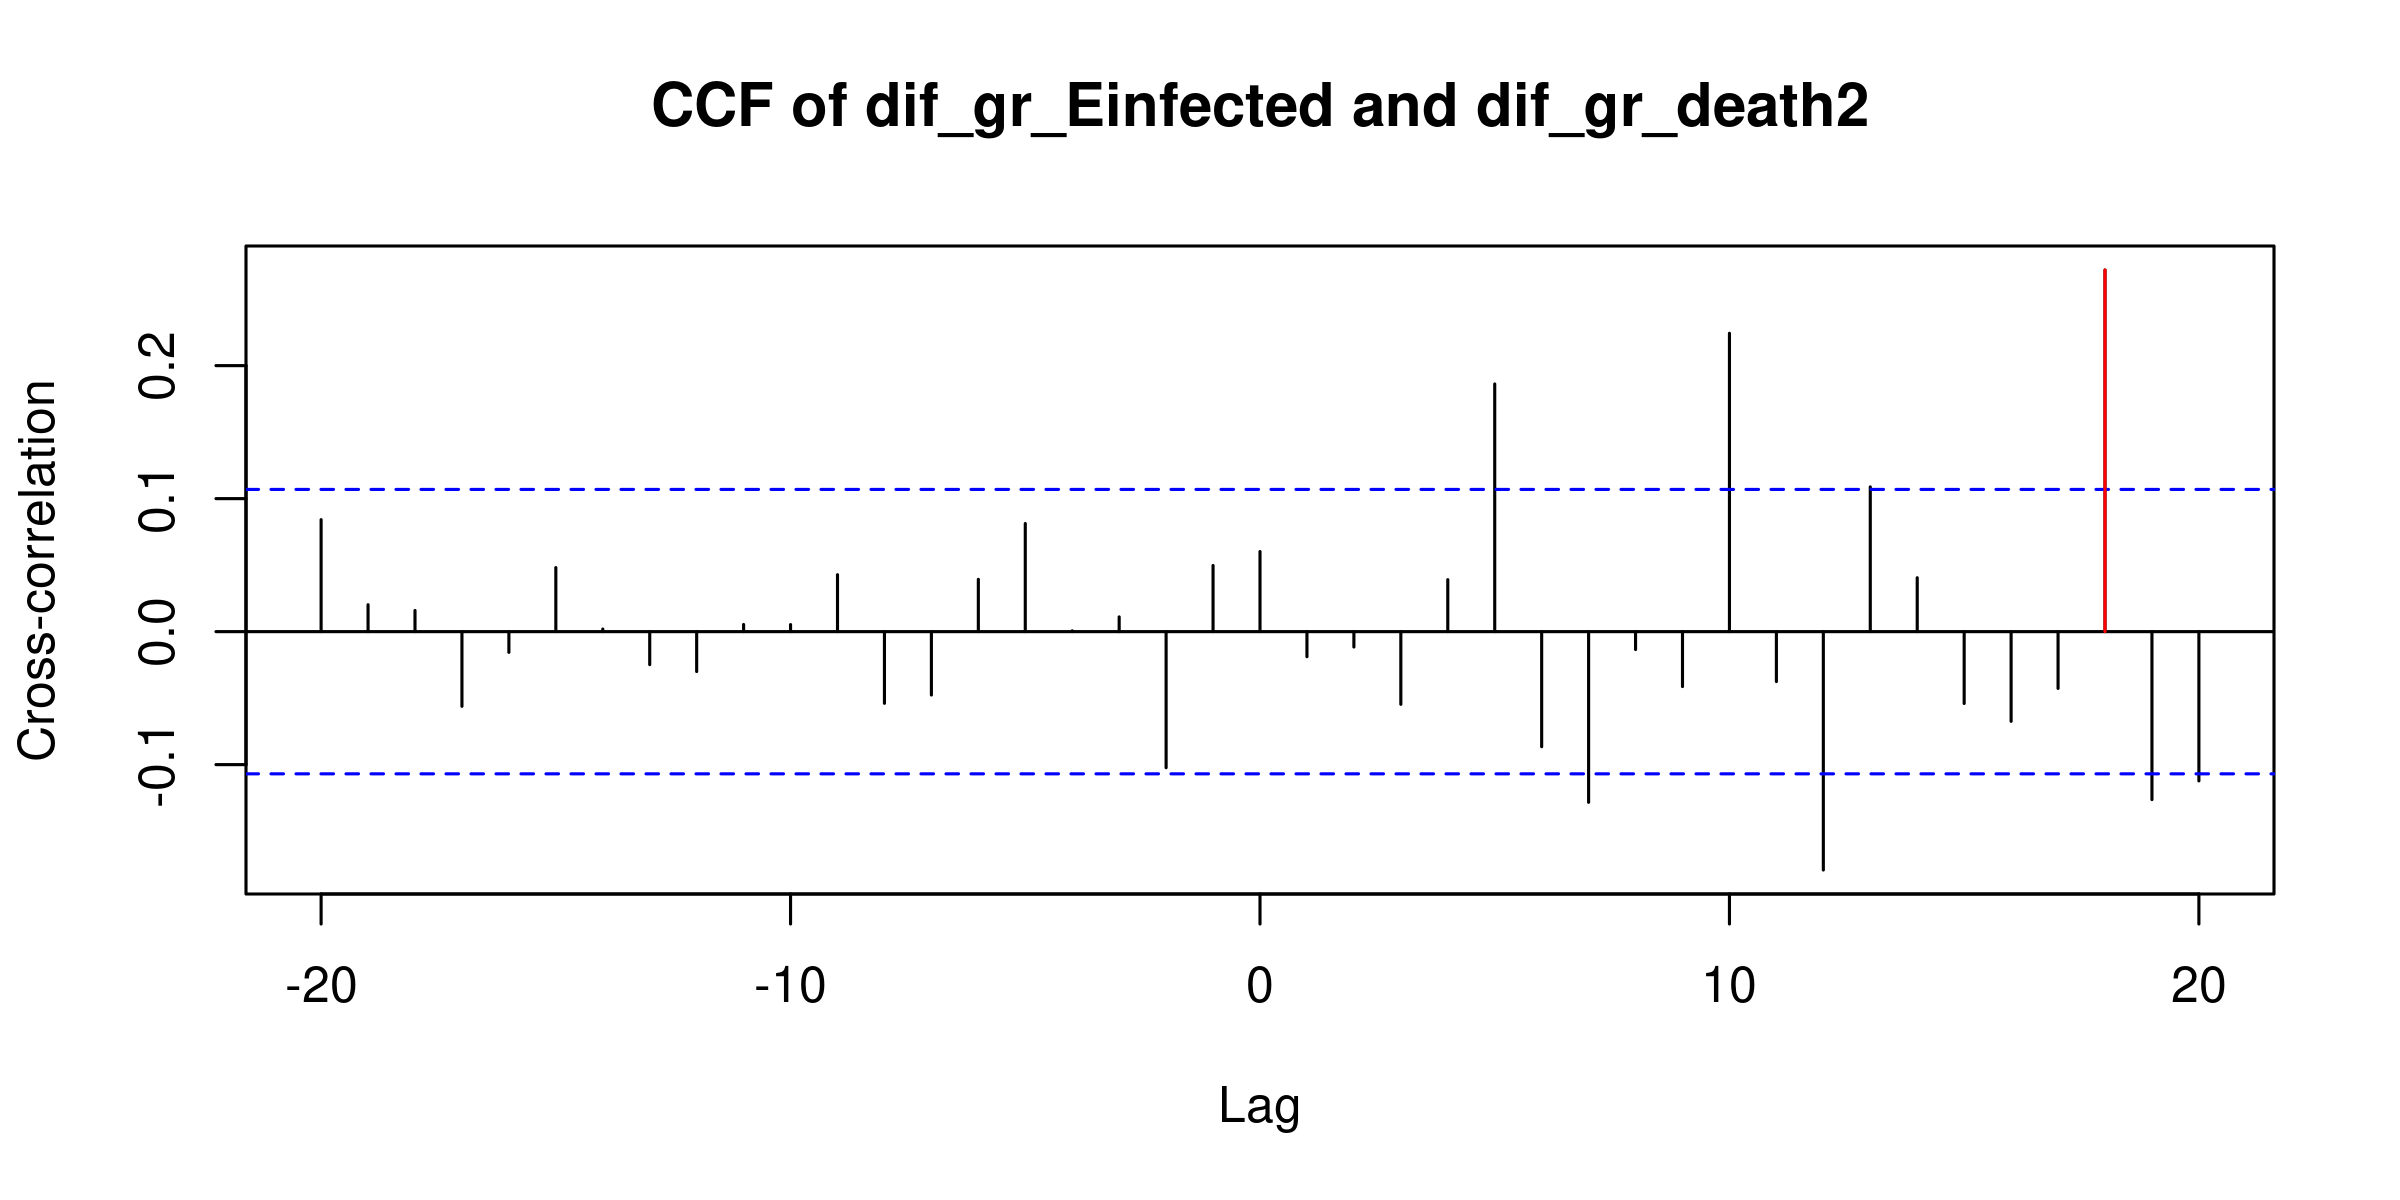 CCF of dif_gr_Einfected and dif_gr_death2
Cross-correlation
0.2
0.1
0.0
-0.1
-20 -10 0 10 20
Lag